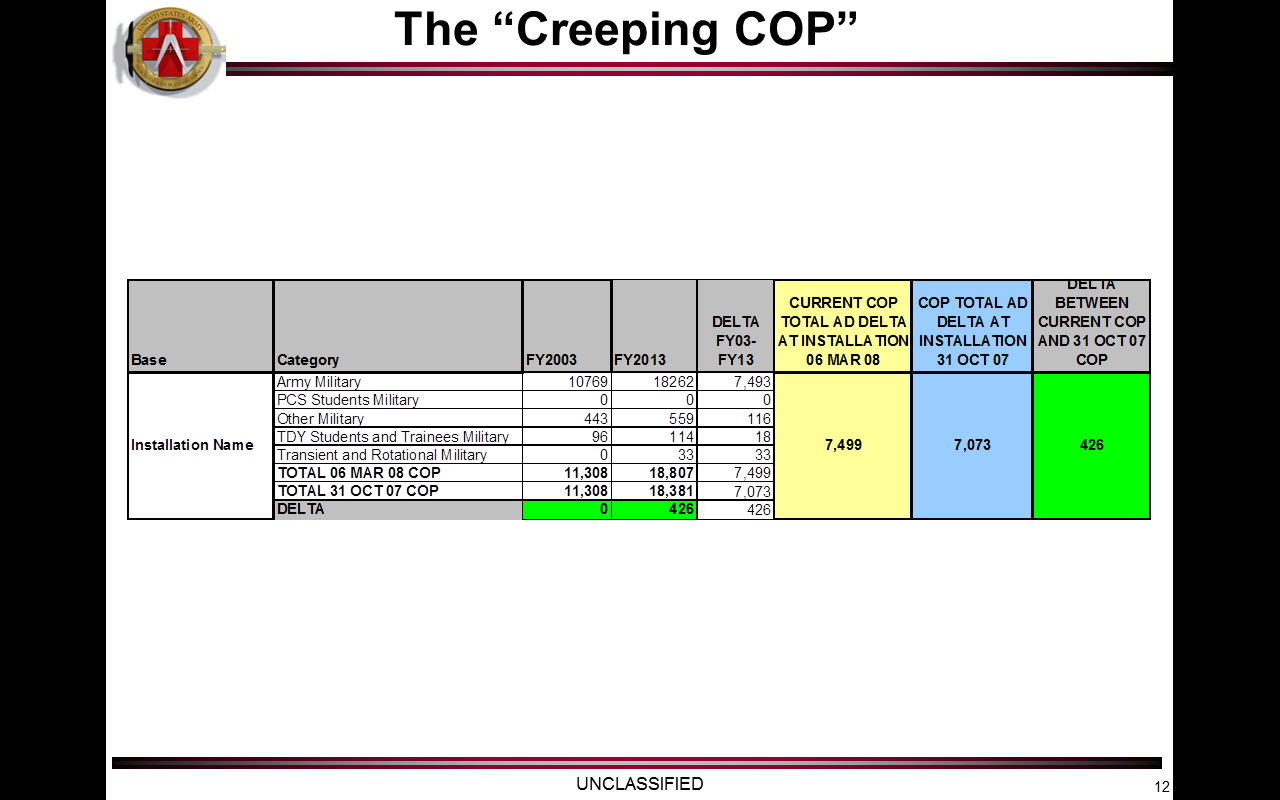 The “Creeping COP”
UNITED STATES ARMY
Base
Category
FY2003
FY2013
DELTA
FY03-
FY13
CURRENT COP
TOTAL AD DELTA
AT INSTALLATION
06 MAR 08
COP TOTAL AD
DELTA AT
INSTALLATION
31 OCT 07
DELTA
BETWEEN
CURRENT COP
AND 31 OCT 07
COP
Installation Name
Army Military 10769 18262 7,493
PCS Students Military 0 0 0
Other Military 443 559 116
TDY Students and Trainees Military 96 114 18
Transient and Rotational Military 0 33 33
TOTAL 06 MAR 08 COP 11,308 18,807 7,499
TOTAL 31 OCT 07 COP 11,308 18,381 7,073
DELTA 0 426 426
7,499
7,073
426
UNCLASSIFIED
12